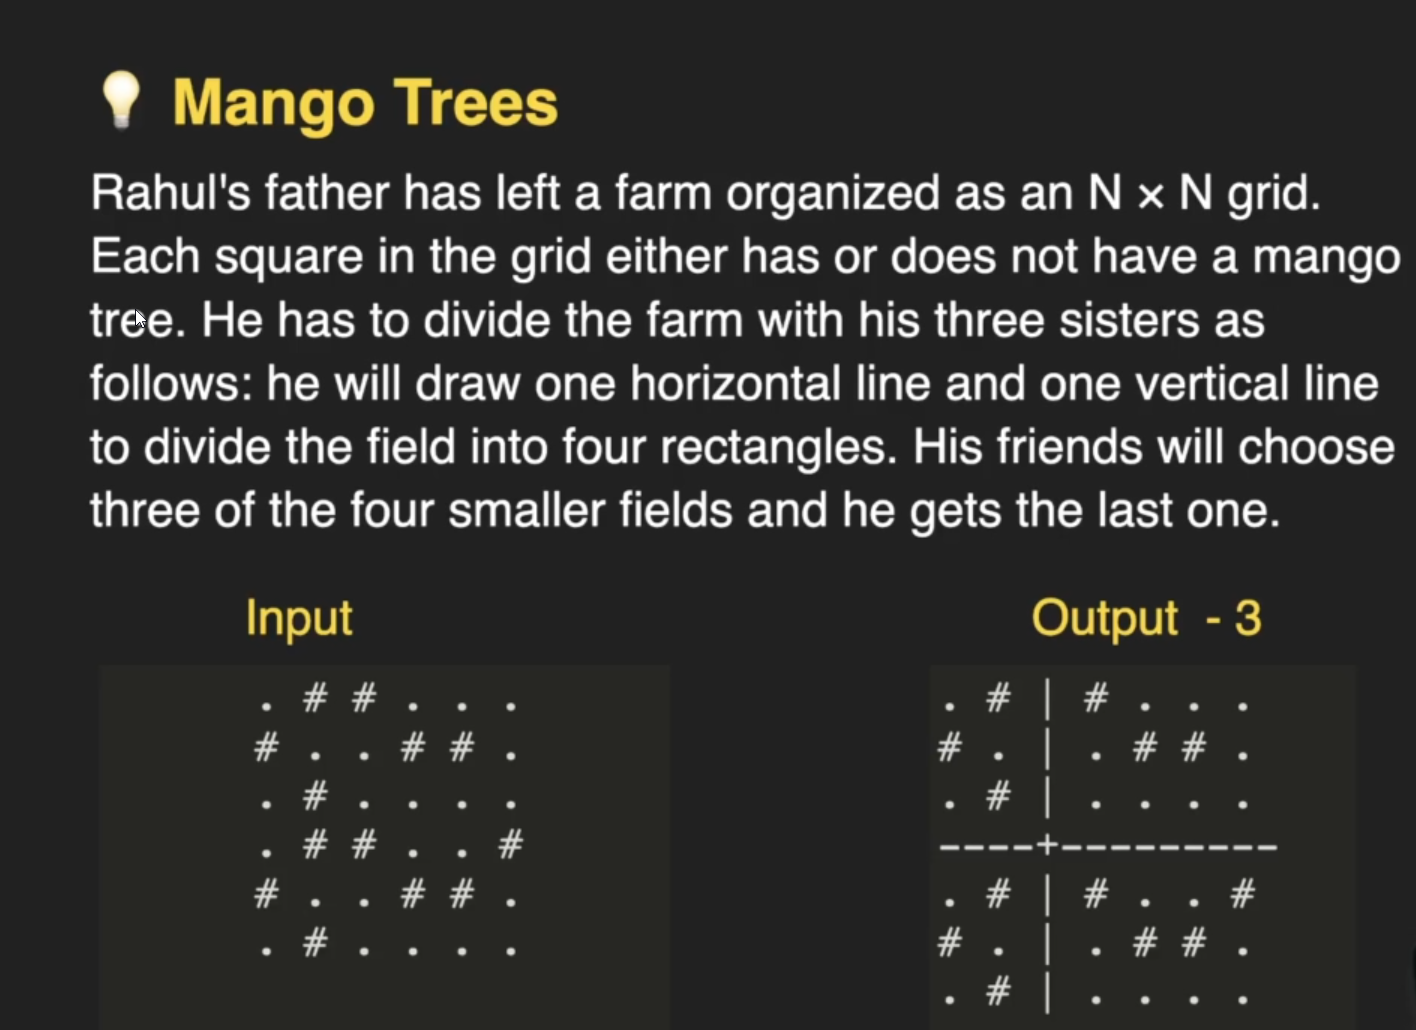 💡 Mango Trees
Rahul's father has left a farm organized as an N × N grid.
Each square in the grid either has or does not have a mango
tree. He has to divide the farm with his three sisters as
follows: he will draw one horizontal line and one vertical line
to divide the field into four rectangles. His friends will choose
three of the four smaller fields and he gets the last one.
Input
. # # . . .
# . . # # .
. # . . . .
. # # . . #
# . . # # .
. # . . . .
Output - 3
. # | # . . .
# . | . # # .
. # | . . . .
----+---------
. # | # . . #
# . | . # # .
. # | . . . .